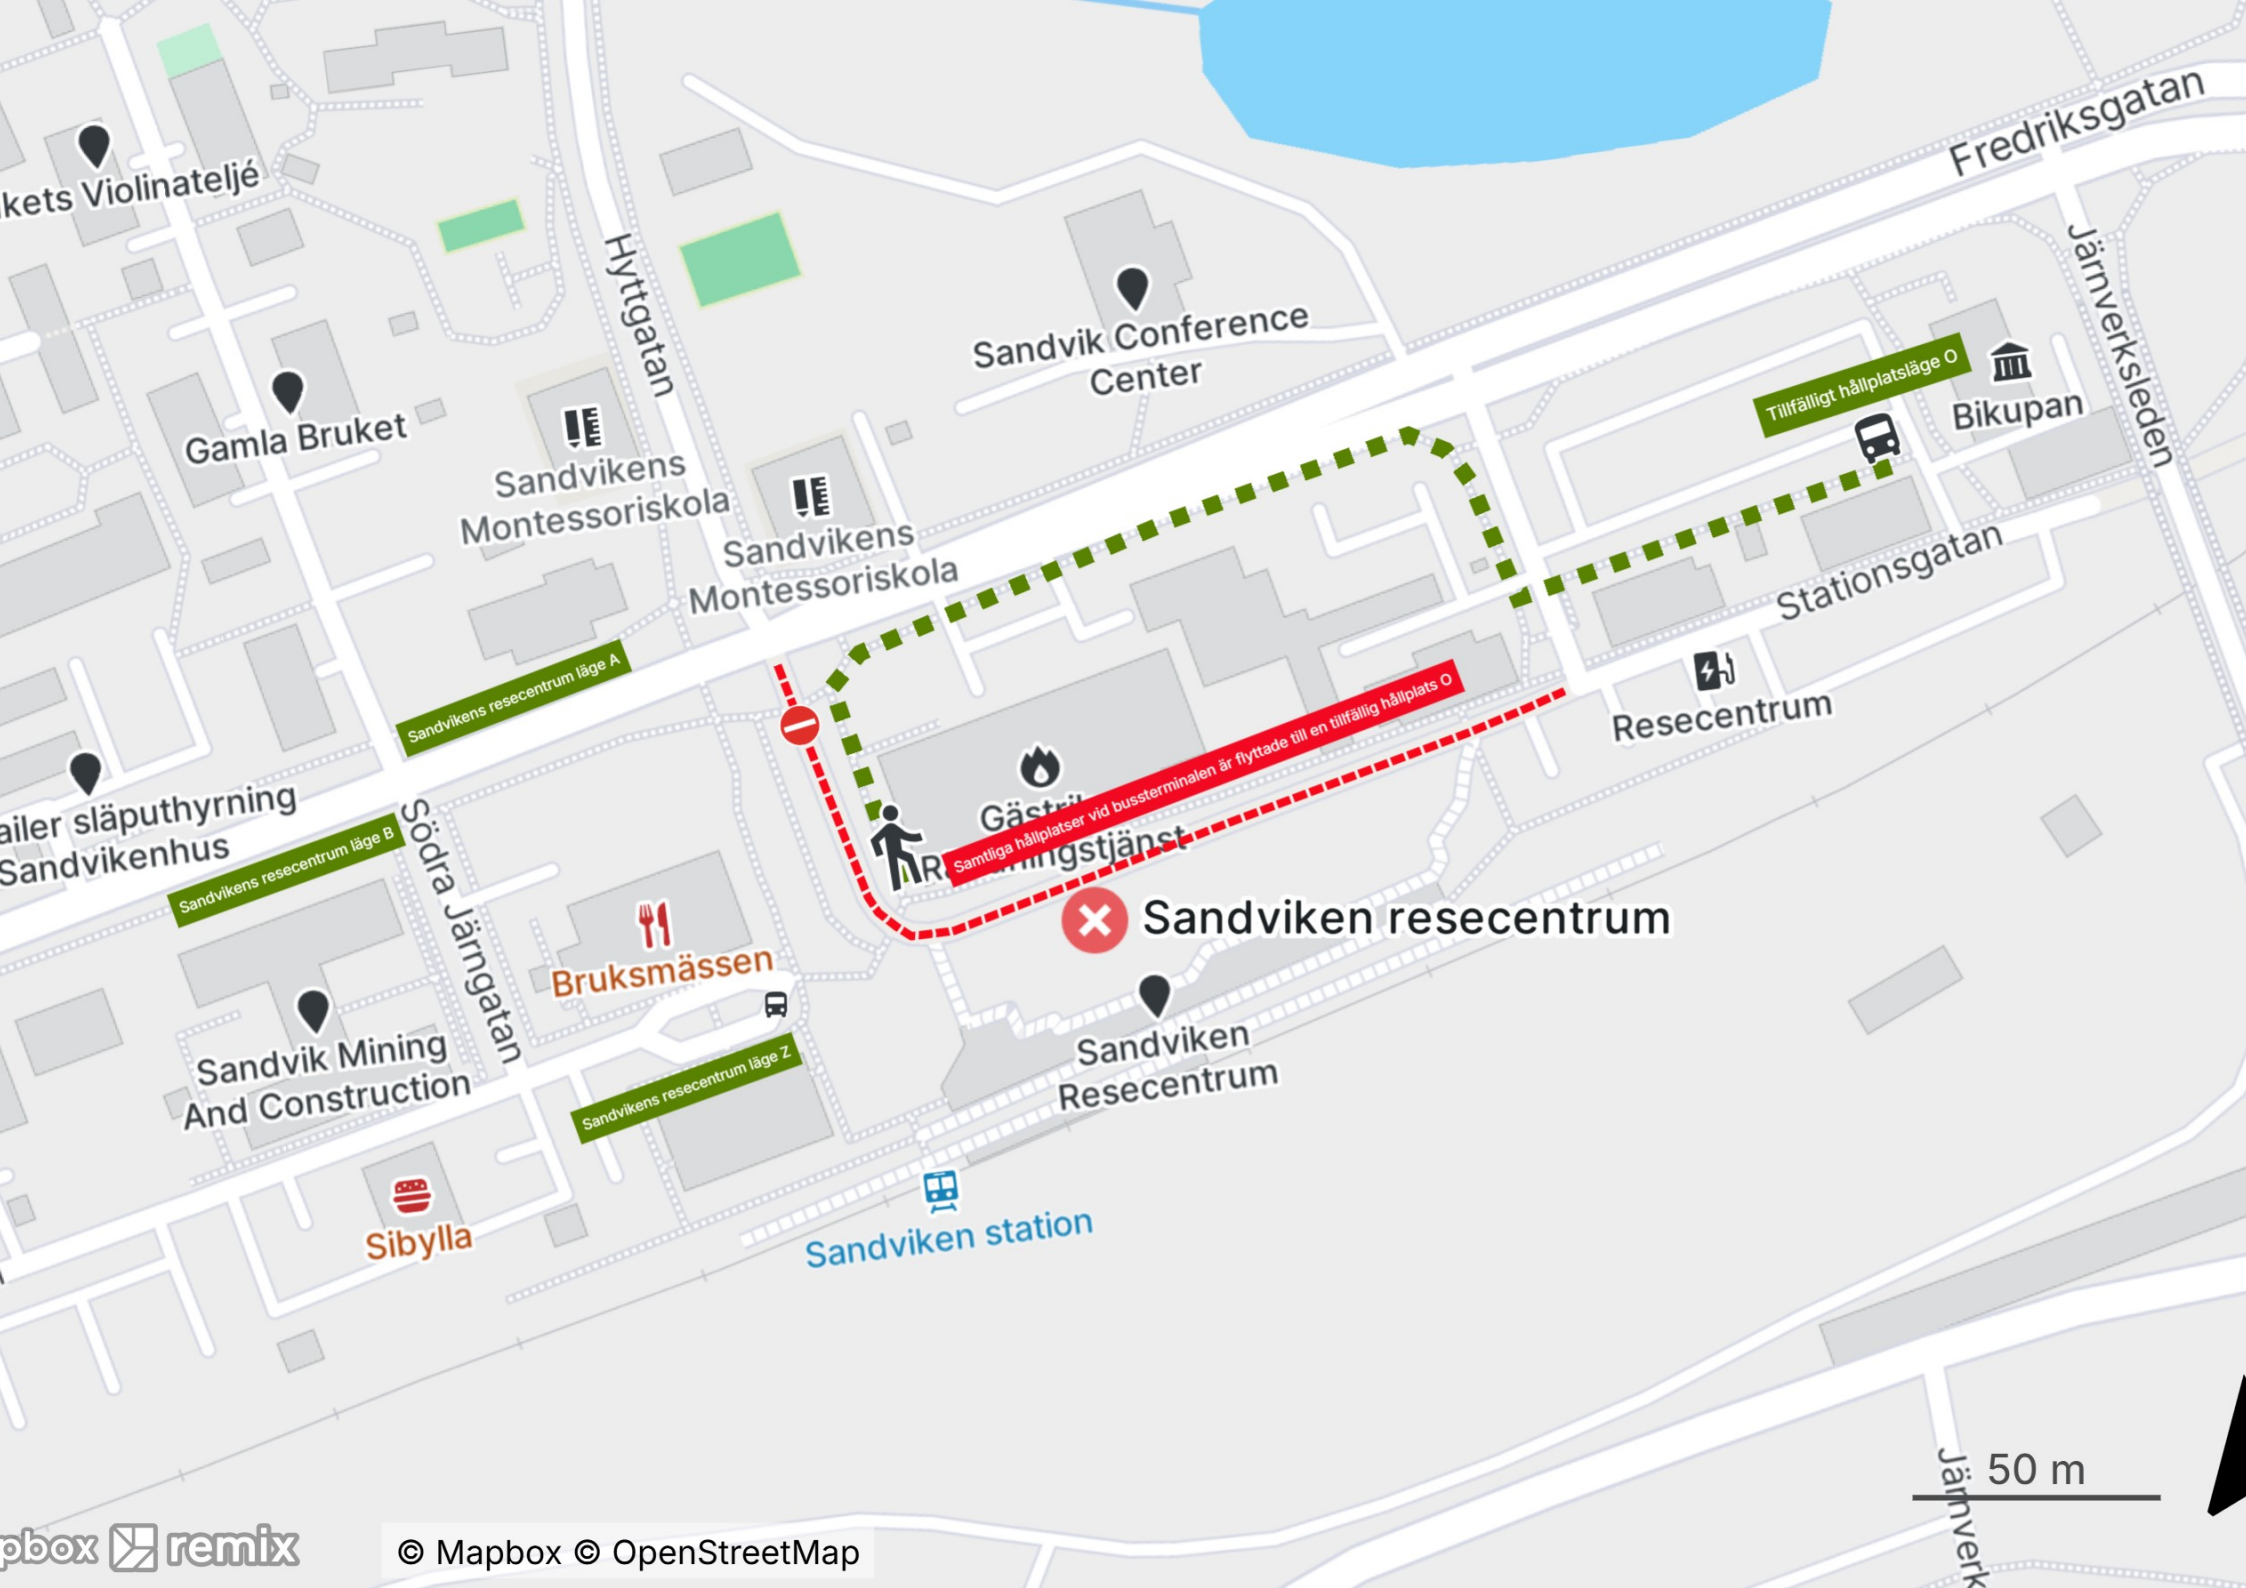 Fredriksgatan
kets Violinateljé
Hyttgatan
Järnverksleden
Sandvik Conference
Center
Tillfälligt hållplatsläge O
Bikupan
Gamla Bruket
Sandvikens
Montessoriskola
Sandvikens
Montessoriskola
Stationsgatan
Sandvikens resecentrum läge A
Resecentrum
Samtliga hållplatser vid bussterminalen är flyttade till en tillfällig hållplats O
ailer släputhyrning
Sandvikenhus
Sandvikens resecentrum läge B
Södra Järngatan
Sandviken resecentrum
Bruksmässen
Sandvik Mining
And Construction
Sandviken
Resecentrum
Sandvikens resecentrum läge Z
Sibylla
Sandviken station
50 m
Järnverk
pbox remix
© Mapbox © OpenStreetMap